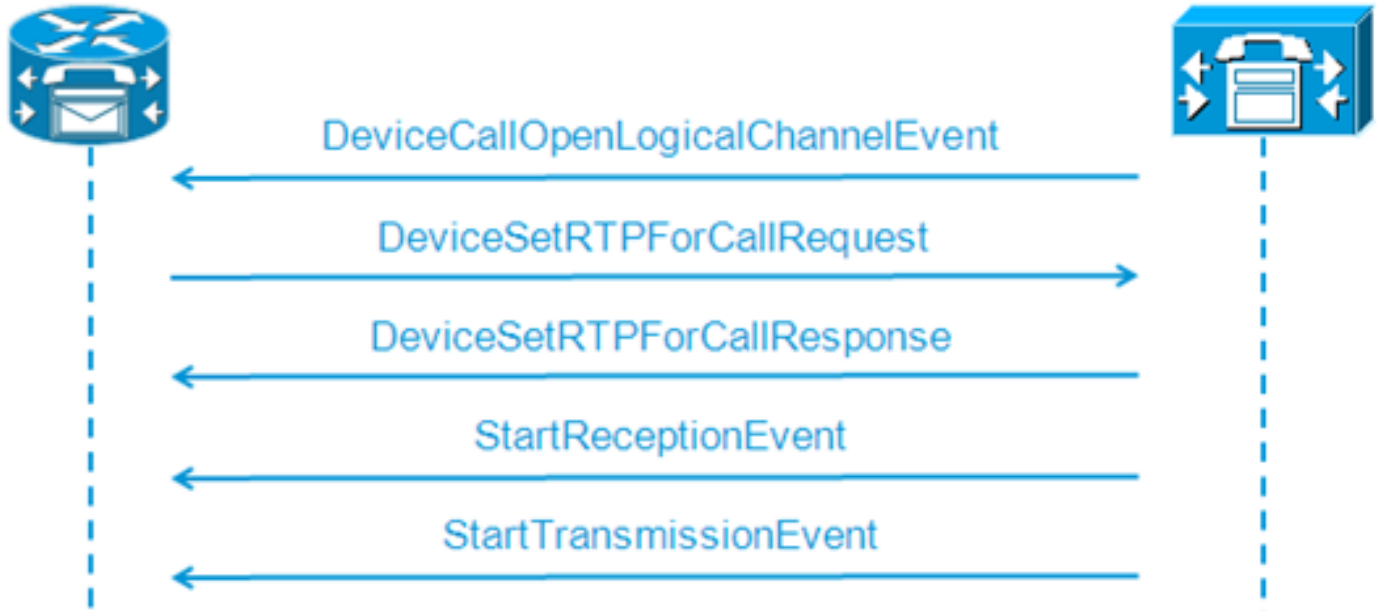 DeviceCallOpenLogicalChannelEvent
DeviceSetRTPForCallRequest
DeviceSetRTPForCallResponse
StartReceptionEvent
StartTransmissionEvent